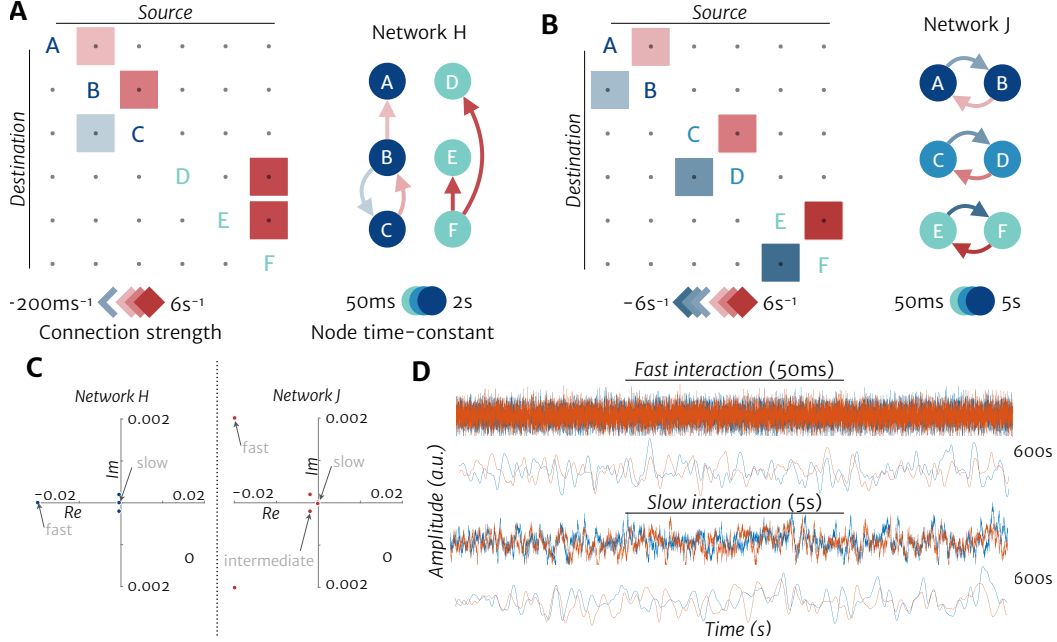 A
Source
Destination
A
B
C
D
E
F
-200ms⁻¹
6s⁻¹
Connection strength
Network H
A
D
B
E
C
F
50ms
2s
Node time-constant
B
Source
Destination
A
B
C
D
E
F
-6s⁻¹
6s⁻¹
Network J
A
B
C
D
E
F
50ms
5s
C
Network H
0.002
Im
slow
-0.02
0.02
Re
fast
O
0.002
Network J
0.002
fast
Im
slow
-0.02
0.02
Re
intermediate
O
0.002
D
Fast interaction (50ms)
600s
Amplitude (a.u.)
Slow interaction (5s)
600s
Time (s)